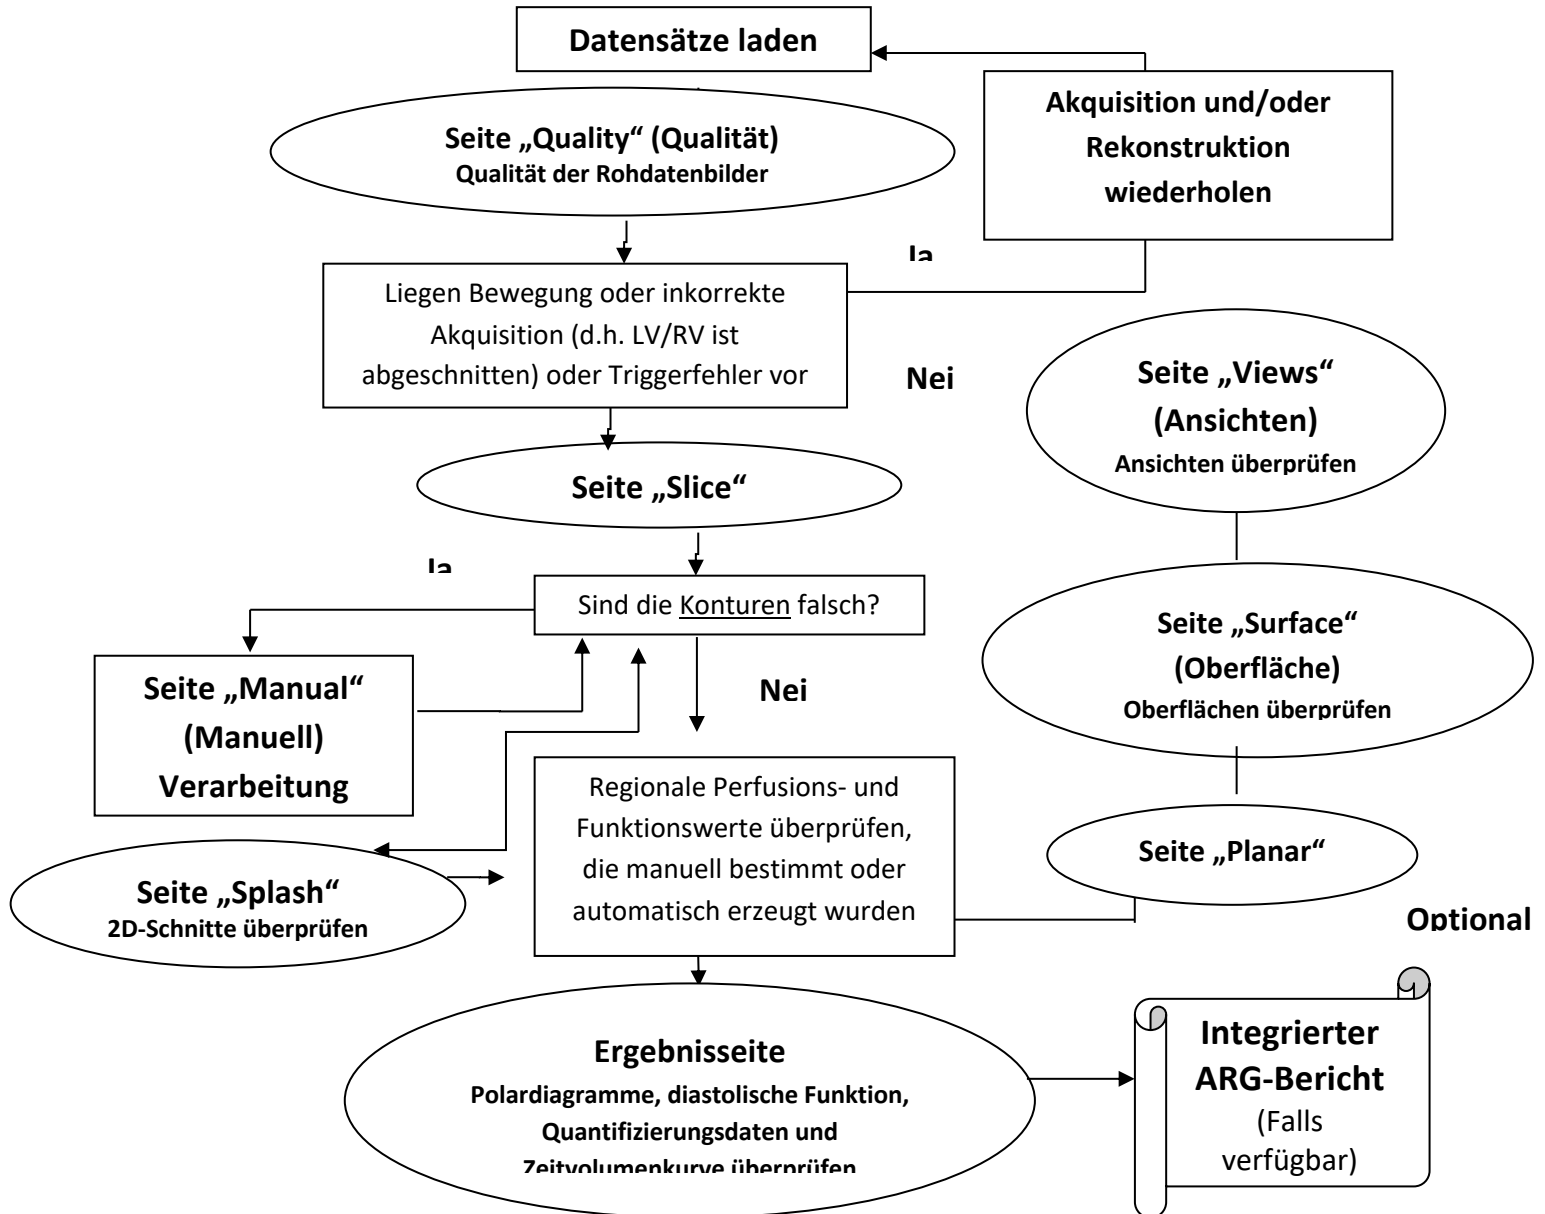 Datensätze laden
Akquisition und/oder
Rekonstruktion
wiederholen
Seite „Quality“ (Qualität)
Qualität der Rohdatenbilder
Ja
Liegen Bewegung oder inkorrekte
Akquisition (d.h. LV/RV ist
abgeschnitten) oder Triggerfehler vor
Nei
Seite „Views“
(Ansichten)
Ansichten überprüfen
Seite „Slice“
Ja
Sind die Konturen falsch?
Seite „Surface“
(Oberfläche)
Oberflächen überprüfen
Seite „Manual“
(Manuell)
Verarbeitung
Nei
Regionale Perfusions- und
Funktionswerte überprüfen,
die manuell bestimmt oder
automatisch erzeugt wurden
Seite „Planar“
Seite „Splash“
2D-Schnitte überprüfen
Optional
Ergebnisseite
Polardiagramme, diastolische Funktion,
Quantifizierungsdaten und
Zeitvolumenkurve überprüfen
Integrierter
ARG-Bericht
(Falls
verfügbar)